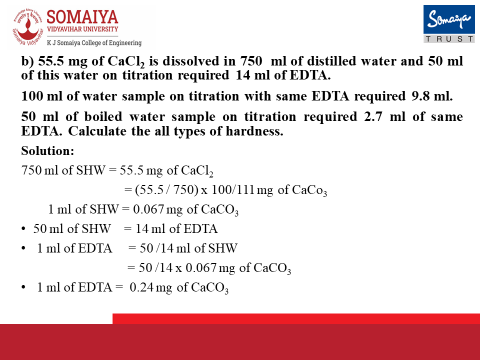 SOMAIYA
VIDYAVIHAR UNIVERSITY
K J Somaiya College of Engineering
Somaiya
TRUST
b) 55.5 mg of CaCl₂ is dissolved in 750 ml of distilled water and 50 ml
of this water on titration required 14 ml of EDTA.
100 ml of water sample on titration with same EDTA required 9.8 ml.
50 ml of boiled water sample on titration required 2.7 ml of same
EDTA. Calculate the all types of hardness.
Solution:
750 ml of SHW = 55.5 mg of CaCl₂
= (55.5 / 750) x 100/111 mg of CaCo₃
1 ml of SHW = 0.067 mg of CaCO₃
• 50 ml of SHW = 14 ml of EDTA
• 1 ml of EDTA = 50 /14 ml of SHW
= 50 /14 x 0.067 mg of CaCO₃
• 1 ml of EDTA = 0.24 mg of CaCO₃